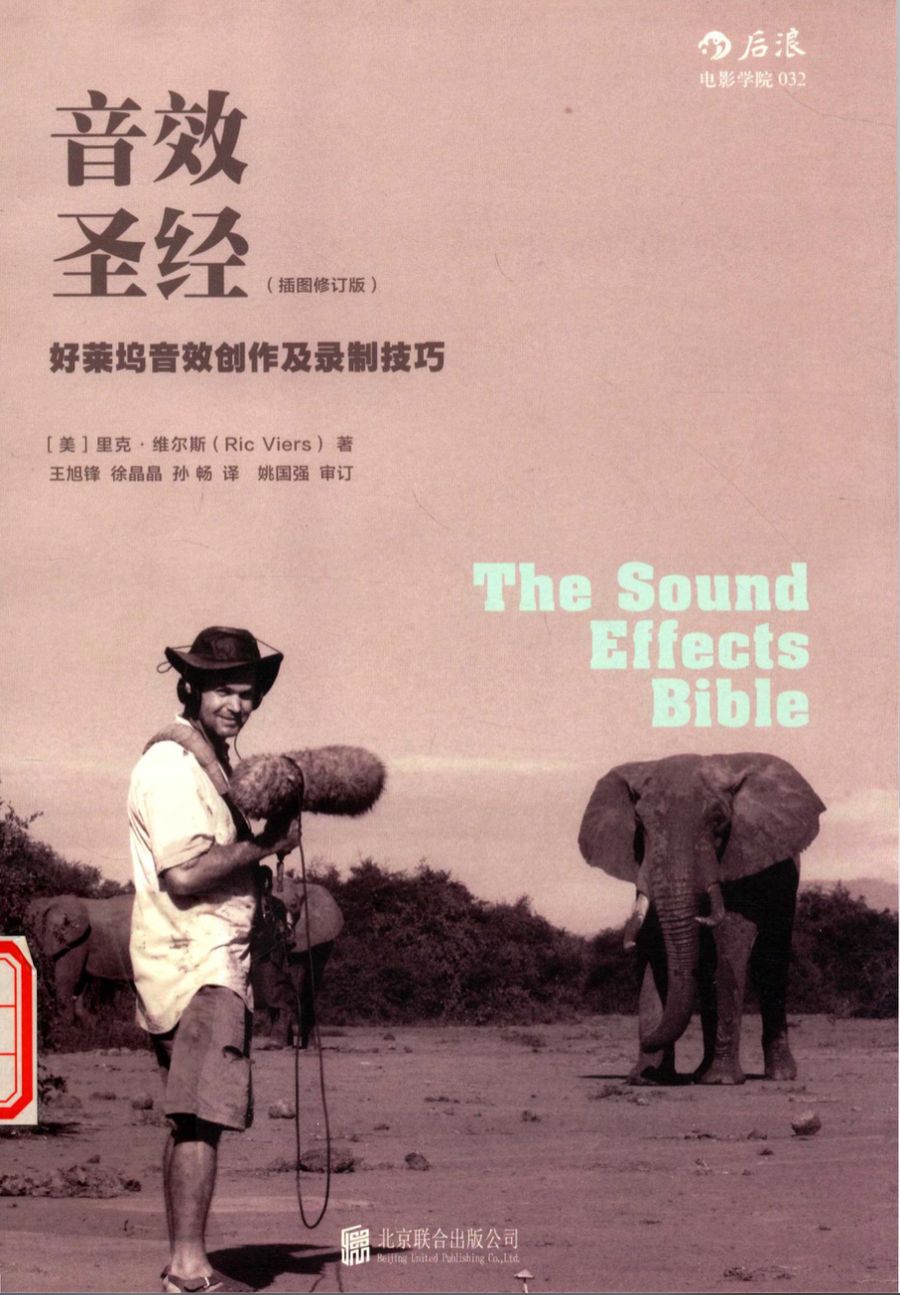 后浪
电影学院 032
音效
圣经
（插图修订版）
好莱坞音效创作及录制技巧
［美］里克·维尔斯（Ric Viers）著
王旭锋 徐晶晶 孙 畅 译 姚国强 审订
The Sound
Effects
Bible
北京联合出版公司
Beijing United Publishing Co.,Ltd.